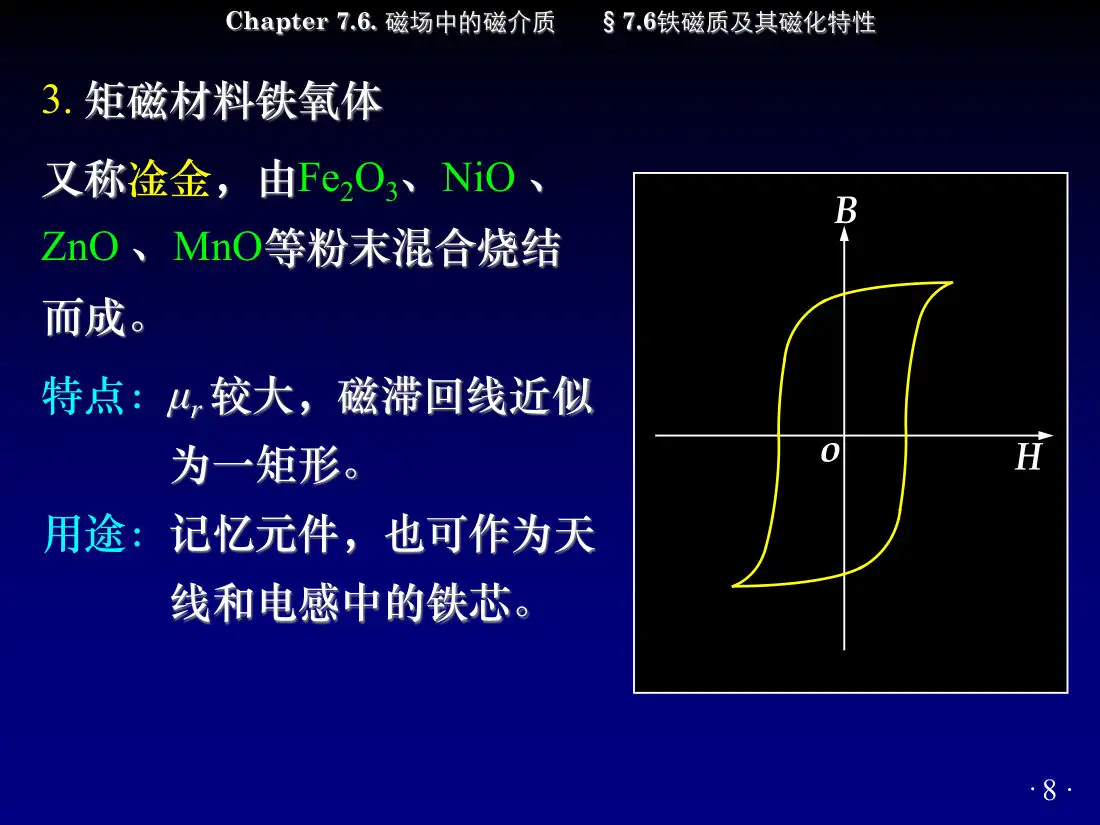 Chapter 7.6. 磁场中的磁介质 §7.6铁磁质及其磁化特性
3. 矩磁材料铁氧体
又称淦金，由Fe₂O₃、NiO 、
ZnO 、MnO等粉末混合烧结
而成。
特点：μᵣ 较大，磁滞回线近似
为一矩形。
用途：记忆元件，也可作为天
线和电感中的铁芯。
B
o
H
·8·